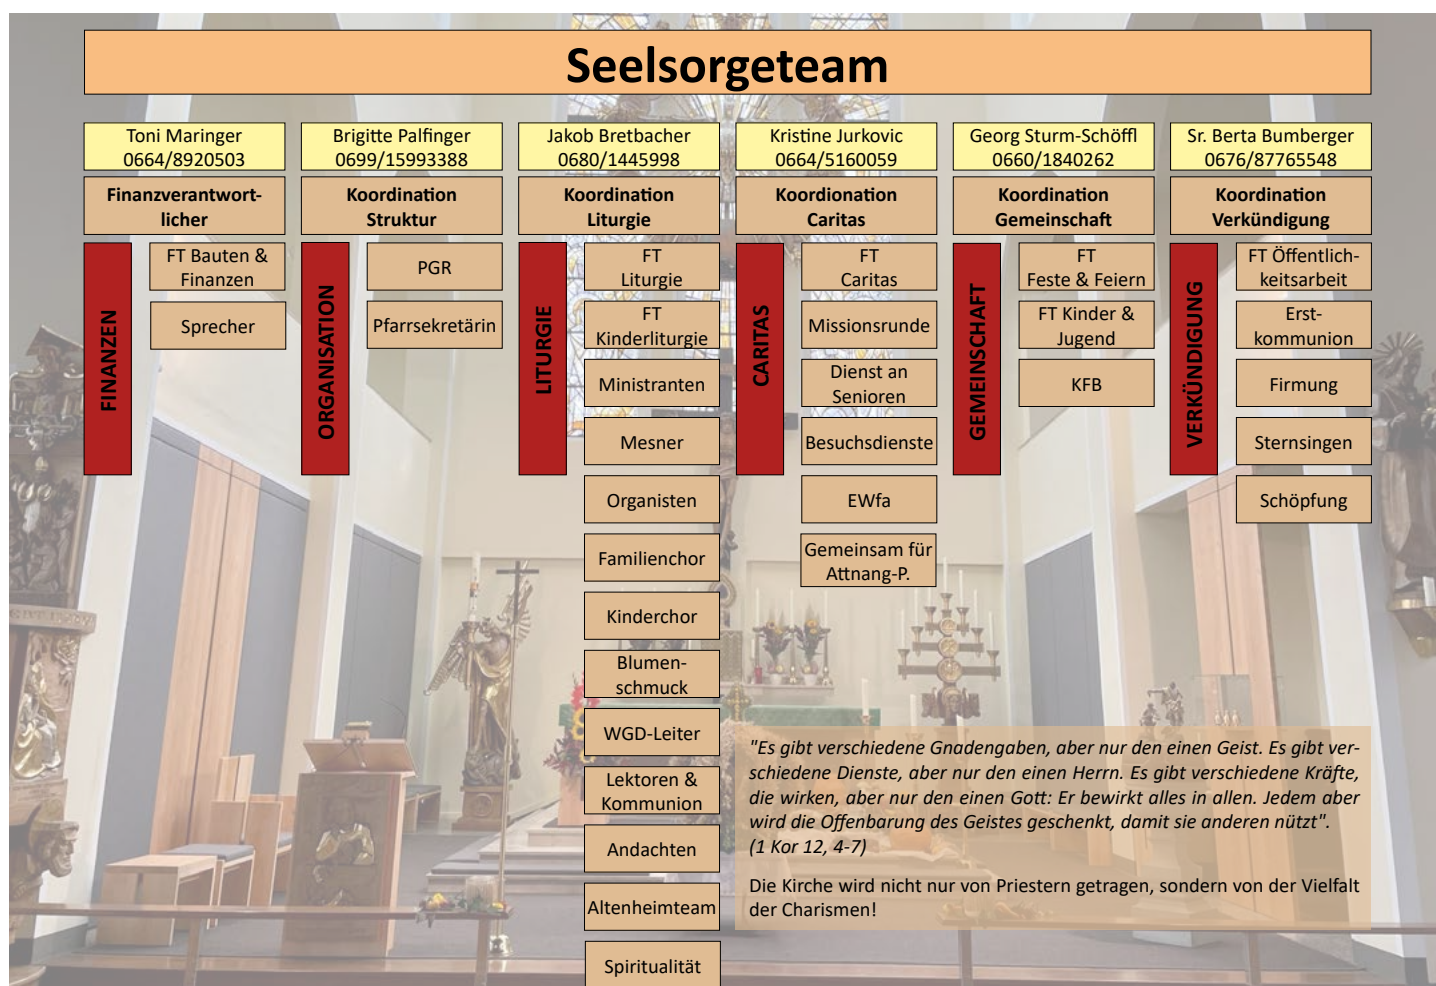 Seelsorgeteam
Toni Maringer
0664/8920503
Finanzverantwort-
licher
FINANZEN
FT Bauten &
Finanzen
Sprecher
Brigitte Palfinger
0699/15993388
Koordination
Struktur
ORGANISATION
PGR
Pfarrsekretärin
Jakob Bretbacher
0680/1445998
Koordination
Liturgie
LITURGIE
FT
Liturgie
FT
Kinderliturgie
Ministranten
Mesner
Organisten
Familienchor
Kinderchor
Blumen-
schmuck
WGD-Leiter
Lektoren &
Kommunion
Andachten
Altenheimteam
Spiritualität
Kristine Jurkovic
0664/5160059
Koordionation
Caritas
CARITAS
FT
Caritas
Missionsrunde
Dienst an
Senioren
Besuchsdienste
EWfa
Gemeinsam für
Attnang-P.
Georg Sturm-Schöffl
0660/1840262
Koordination
Gemeinschaft
GEMEINSCHAFT
FT
Feste & Feiern
FT Kinder &
Jugend
KFB
Sr. Berta Bumberger
0676/87765548
Koordination
Verkündigung
VERKÜNDIGUNG
FT Öffentlich-
keitsarbeit
Erst-
kommunion
Firmung
Sternsingen
Schöpfung
"Es gibt verschiedene Gnadengaben, aber nur den einen Geist. Es gibt ver-
schiedene Dienste, aber nur den einen Herrn. Es gibt verschiedene Kräfte,
die wirken, aber nur den einen Gott: Er bewirkt alles in allen. Jedem aber
wird die Offenbarung des Geistes geschenkt, damit sie anderen nützt".
(1 Kor 12, 4-7)
Die Kirche wird nicht nur von Priestern getragen, sondern von der Vielfalt
der Charismen!